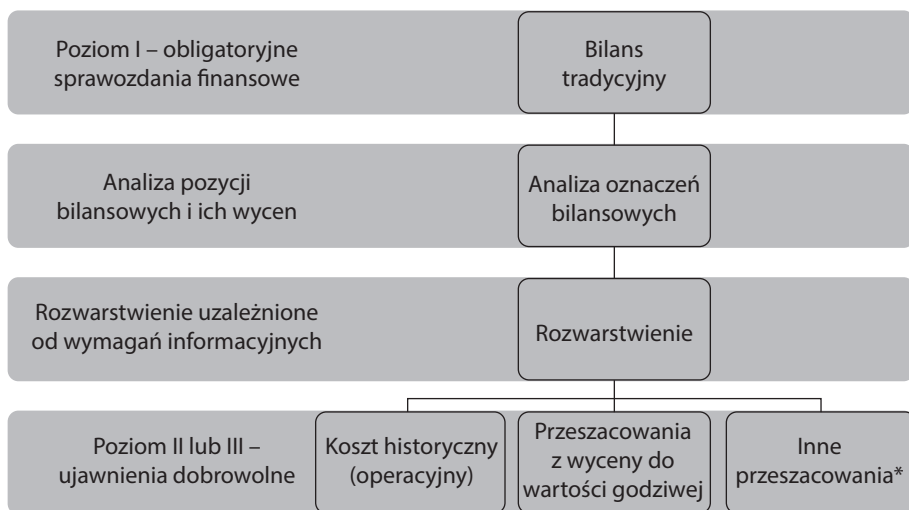 Poziom I – obligatoryjne
sprawozdania finansowe
Bilans
tradycyjny
Analiza pozycji
bilansowych i ich wycen
Analiza oznaczeń
bilansowych
Rozwarstwienie uzależnione
od wymagań informacyjnych
Rozwarstwienie
Poziom II lub III –
ujawnienia dobrowolne
Koszt historyczny
(operacyjny)
Przeszacowania
z wyceny do
wartości godziwej
Inne
przeszacowania*